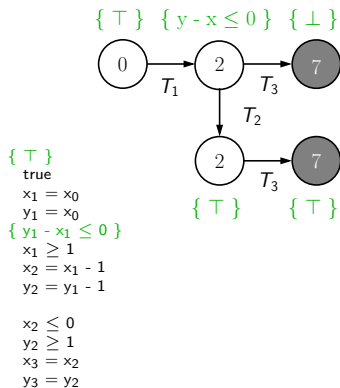 { ⊤ } { y - x ≤ 0 } { ⊥ }
0 2 7
T₁ T₃
T₂
2 7
T₃
{ ⊤ } { ⊤ }
{ ⊤ }
true
x₁ = x₀
y₁ = x₀
{ y₁ - x₁ ≤ 0 }
x₁ ≥ 1
x₂ = x₁ - 1
y₂ = y₁ - 1
x₂ ≤ 0
y₂ ≥ 1
x₃ = x₂
y₃ = y₂